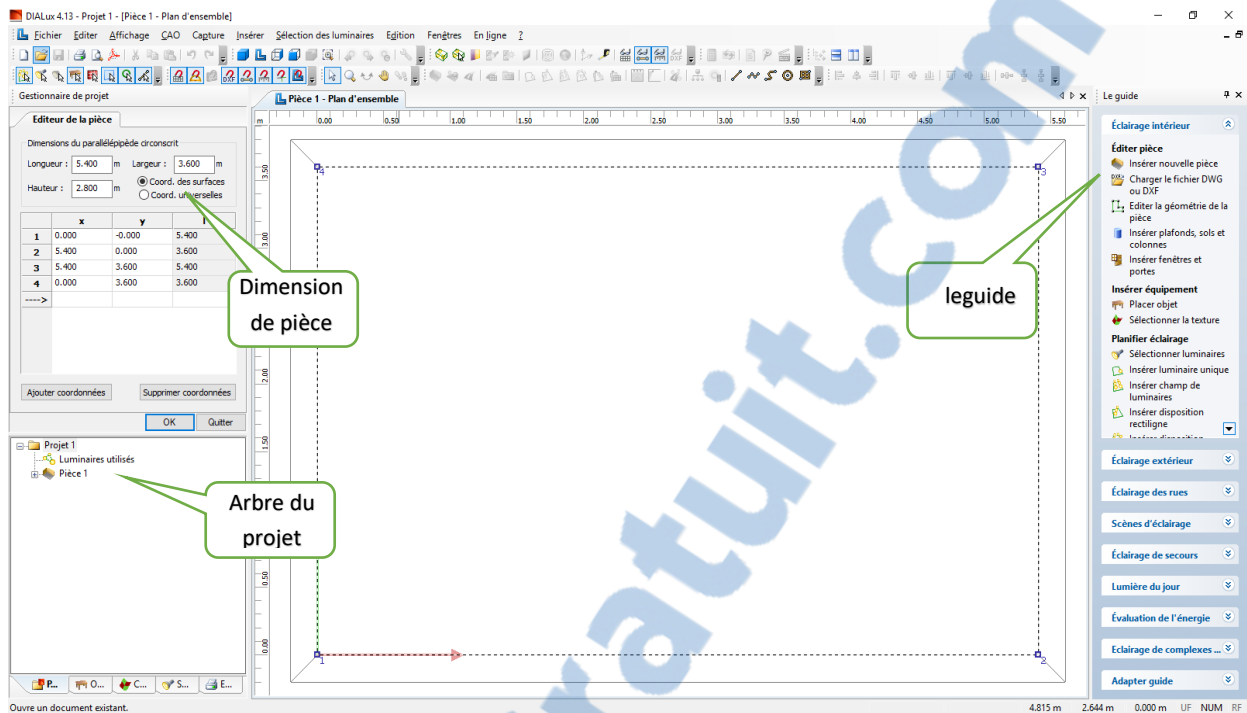 DIALux 4.13 - Projet 1 - [Pièce 1 - Plan d'ensemble]
Eichier Editer Affichage CAO Capture Insérer Sélection des luminaires Edition Fenêtres En ligne ?
Gestionnaire de projet
Editeur de la pièce
Dimensions du parallélépipède circonscrit
Longueur : 5.400 m Largeur : 3.600 m
Hauteur : 2.800 m Coord. des surfaces
Coord. universelles
x y l
1 0.000 -0.000 5.400
2 5.400 0.000 3.600
3 5.400 3.600 5.400
4 0.000 3.600 3.600
---->
Ajouter coordonnées Supprimer coordonnées
OK Quitter
Projet 1
Luminaires utilisés
Pièce 1
P... O... C... S... E...
Ouvre un document existant.
Pièce 1 - Plan d'ensemble
m 0.00 0.50 1.00 1.50 2.00 2.50 3.00 3.50 4.50 5.00 5.50
3.50
3.00
2.00
1.50
0.50
0.00
4
3
1
2
Dimension
de pièce
Arbre du
projet
leguide
Le guide
Éclairage intérieur
Éditer pièce
Insérer nouvelle pièce
Charger le fichier DWG
ou DXF
Editer la géométrie de la
pièce
Insérer plafonds, sols et
colonnes
Insérer fenêtres et
portes
Insérer équipement
Placer objet
Sélectionner la texture
Planifier éclairage
Sélectionner luminaires
Insérer luminaire unique
Insérer champ de
luminaires
Insérer disposition
rectiligne
Éclairage extérieur
Éclairage des rues
Scènes d'éclairage
Éclairage de secours
Lumière du jour
Évaluation de l'énergie
Eclairage de complexes ...
Adapter guide
4.815 m 2.644 m 0.000 m UF NUM RF
ratuit.com